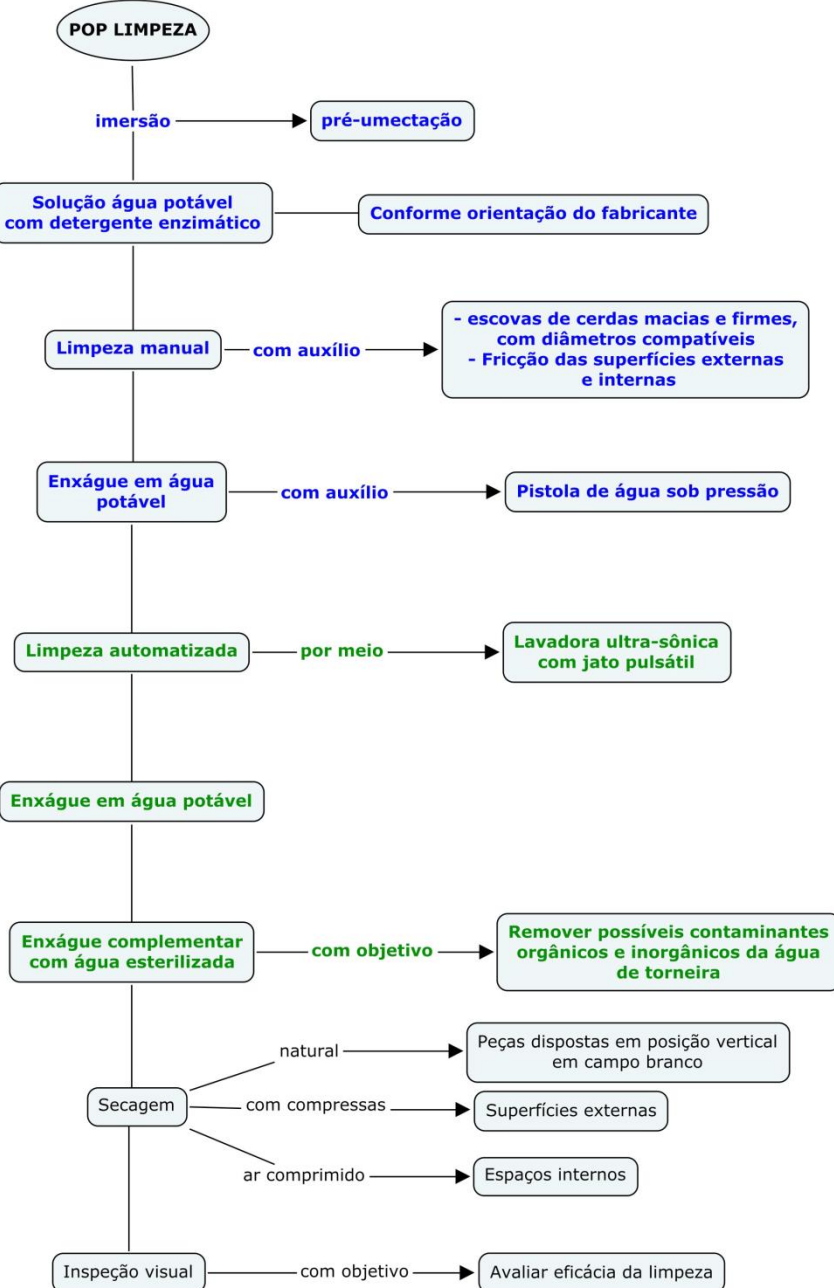 POP LIMPEZA
imersão
pré-umectação
Solução água potável
com detergente enzimático
Conforme orientação do fabricante
Limpeza manual
com auxílio
- escovas de cerdas macias e firmes,
com diâmetros compatíveis
- Fricção das superfícies externas
e internas
Enxágue em água
potável
com auxílio
Pistola de água sob pressão
Limpeza automatizada
por meio
Lavadora ultra-sônica
com jato pulsátil
Enxágue em água potável
Enxágue complementar
com água esterilizada
com objetivo
Remover possíveis contaminantes
orgânicos e inorgânicos da água
de torneira
Secagem
natural
Peças dispostas em posição vertical
em campo branco
com compressas
Superfícies externas
ar comprimido
Espaços internos
Inspeção visual
com objetivo
Avaliar eficácia da limpeza